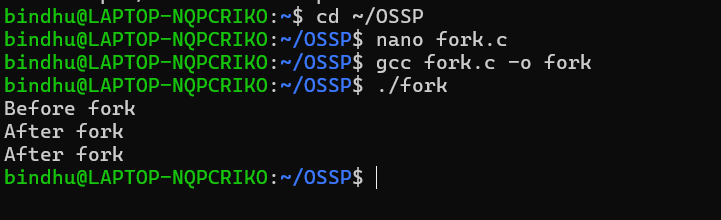 bindhu@LAPTOP-NQPCRIKO:~$ cd ~/OSSP
bindhu@LAPTOP-NQPCRIKO:~/OSSP$ nano fork.c
bindhu@LAPTOP-NQPCRIKO:~/OSSP$ gcc fork.c -o fork
bindhu@LAPTOP-NQPCRIKO:~/OSSP$ ./fork
Before fork
After fork
After fork
bindhu@LAPTOP-NQPCRIKO:~/OSSP$